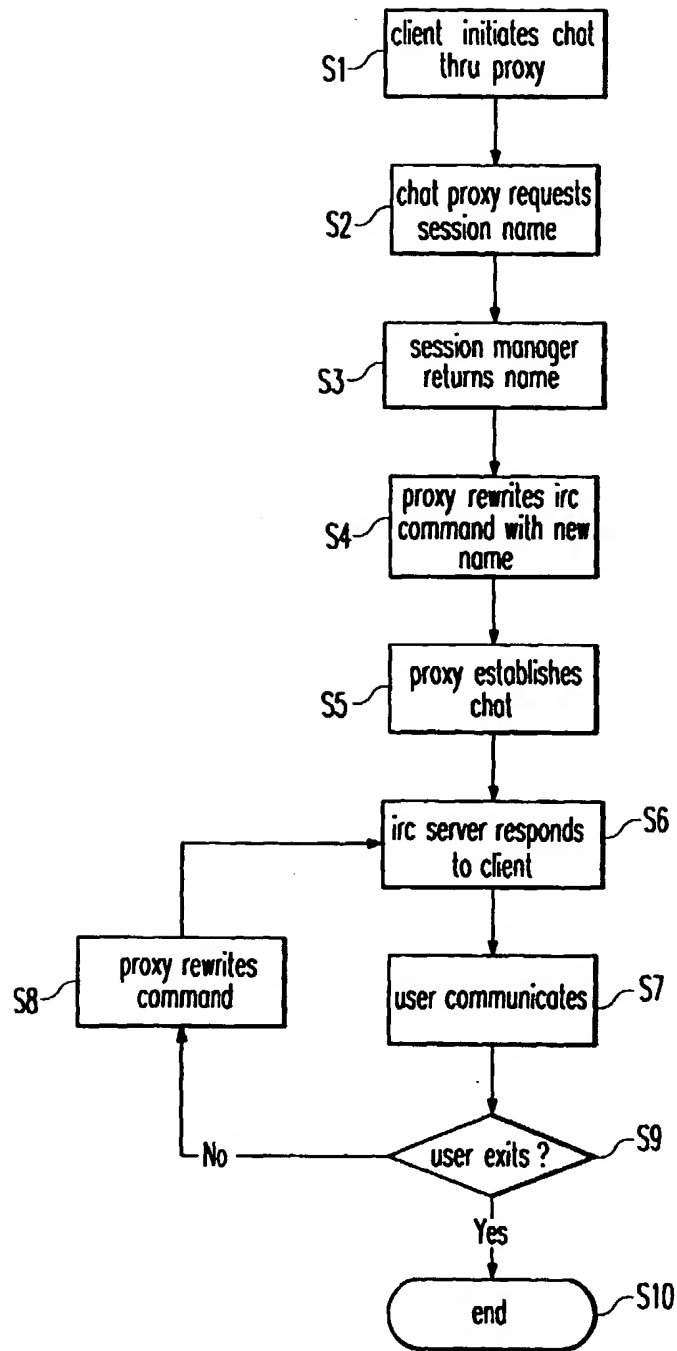 client initiates chat
thru proxy
S1
chat proxy requests
session name
S2
session manager
returns name
S3
proxy rewrites irc
command with new
name
S4
proxy establishes
chat
S5
irc server responds
to client
S6
user communicates
S7
proxy rewrites
command
S8
user exits ?
S9
No
Yes
end
S10